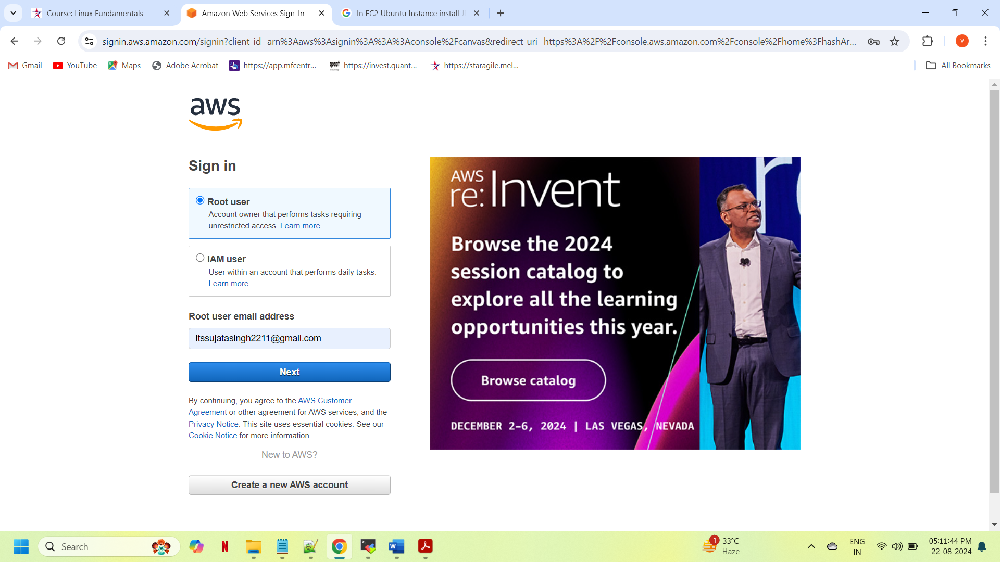 Course: Linux Fundamentals
Amazon Web Services Sign-In
In EC2 Ubuntu Instance install
signin.aws.amazon.com/signin?client_id=arn%3Aaws%3Asignin%3A%3A%3Aconsole%2Fcanvas&redirect_uri=https%3A%2F%2Fconsole.aws.amazon.com%2Fconsole%2Fhome%3FhashAr...
V
Gmail
YouTube
Maps
Adobe Acrobat
https://app.mfcentr...
quant
https://invest.quant...
https://staragile.mel...
All Bookmarks
aws
Sign in
Root user
Account owner that performs tasks requiring
unrestricted access. Learn more
IAM user
User within an account that performs daily tasks.
Learn more
Root user email address
itssujatasingh2211@gmail.com
Next
By continuing, you agree to the AWS Customer
Agreement or other agreement for AWS services, and the
Privacy Notice. This site uses essential cookies. See our
Cookie Notice for more information.
New to AWS?
Create a new AWS account
AWS
re:Invent
Browse the 2024
session catalog to
explore all the learning
opportunities this year.
Browse catalog
DECEMBER 2–6, 2024 | LAS VEGAS, NEVADA
Search
N
W
1
33°C
Haze
ENG
IN
05:11:44 PM
22-08-2024